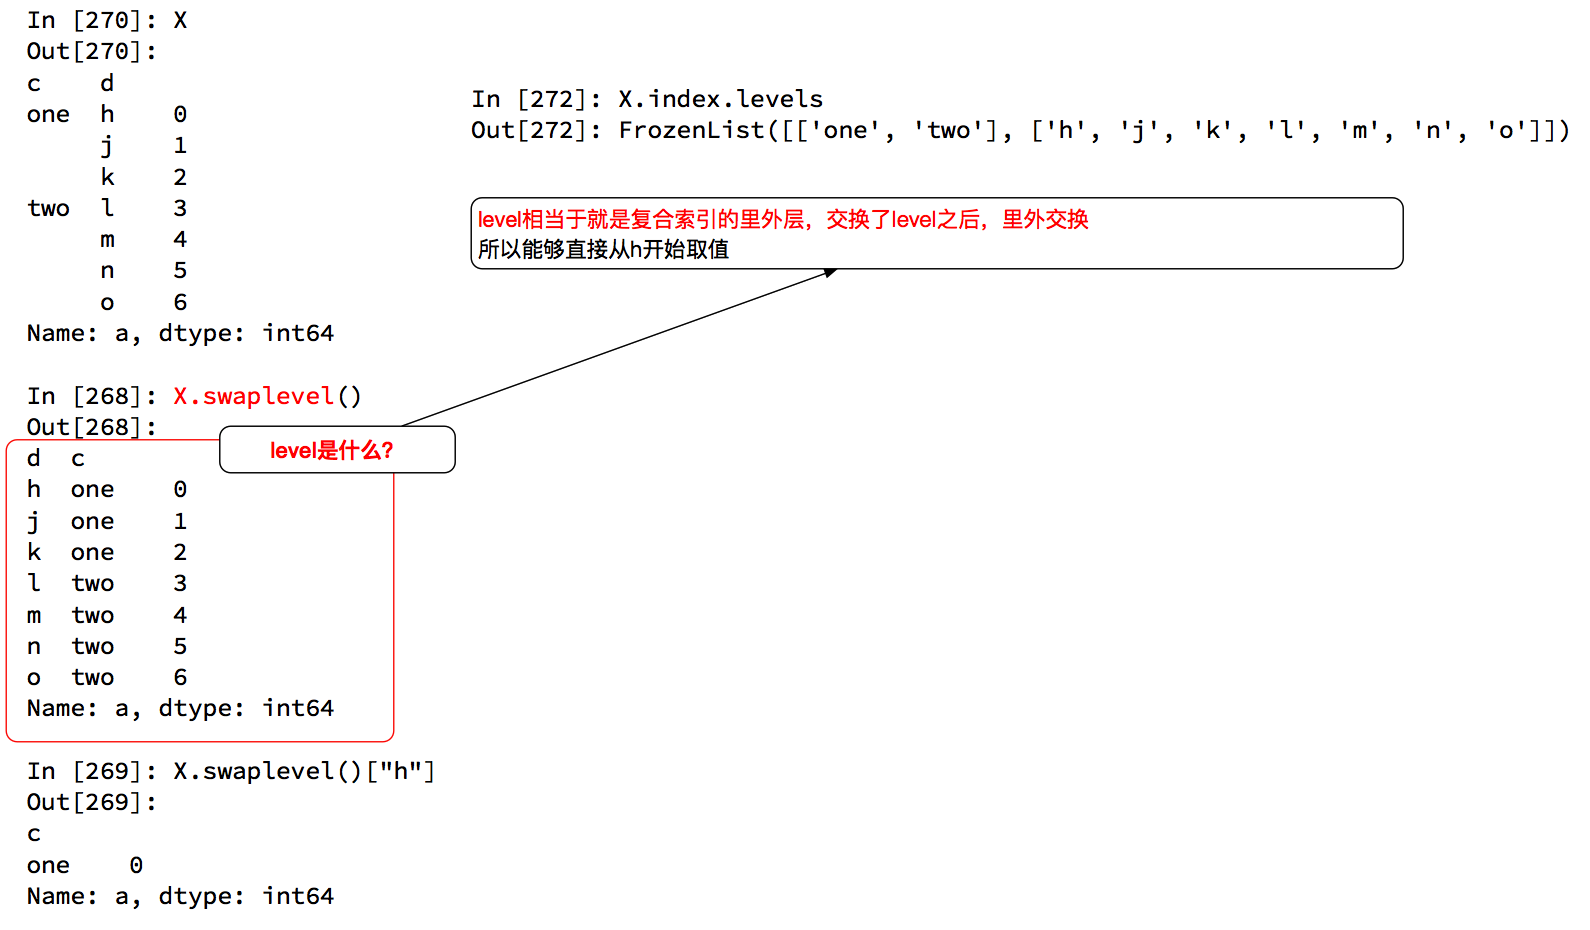 In [270]: X
Out[270]:
c    d
one  h    0
     j    1
     k    2
two  l    3
     m    4
     n    5
     o    6
Name: a, dtype: int64
In [272]: X.index.levels
Out[272]: FrozenList([['one', 'two'], ['h', 'j', 'k', 'l', 'm', 'n', 'o']])
level相当于就是复合索引的里外层，交换了level之后，里外交换
所以能够直接从h开始取值
In [268]: X.swaplevel()
Out[268]:
level是什么?
d  c
h  one    0
j  one    1
k  one    2
l  two    3
m  two    4
n  two    5
o  two    6
Name: a, dtype: int64
In [269]: X.swaplevel()["h"]
Out[269]:
c
one    0
Name: a, dtype: int64